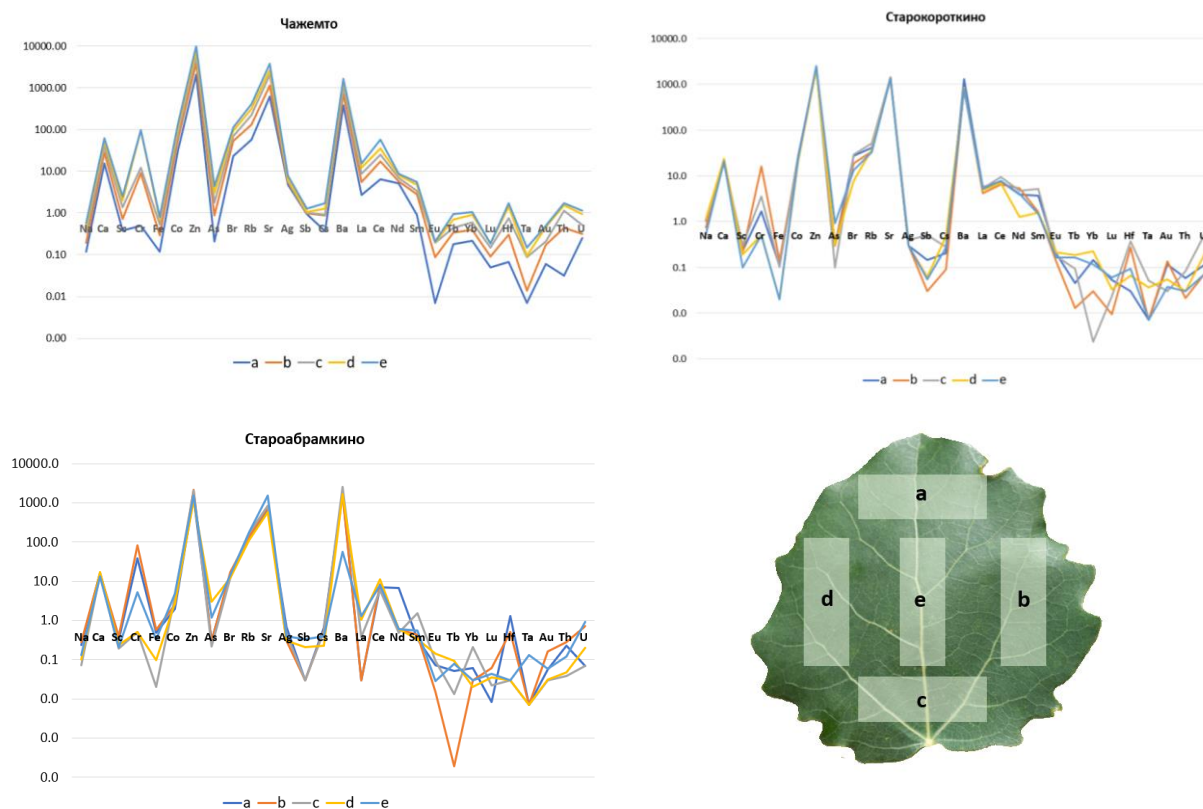 Чажемто
10000.00
1000.00
100.00
10.00
1.00
0.10
0.01
0.00
Na Ca Sc Cr Fe Co Zn As Br Rb Sr Ag Sb Cs Ba La Ce Nd Sm Eu Tb Yb Lu Hf Ta Au Th U
a b c d e
Старокороткино
10000.0
1000.0
100.0
10.0
1.0
0.1
0.0
0.0
Na Ca Sc Cr Fe Co Zn As Br Rb Sr Ag Sb Cs Ba La Ce Nd Sm Eu Tb Yb Lu Hf Ta Au Th U
a b c d e
Староабрамкино
10000.0
1000.0
100.0
10.0
1.0
0.1
0.0
0.0
0.0
Na Ca Sc Cr Fe Co Zn As Br Rb Sr Ag Sb Cs Ba La Ce Nd Sm Eu Tb Yb Lu Hf Ta Au Th U
a b c d e
a
d e b
c